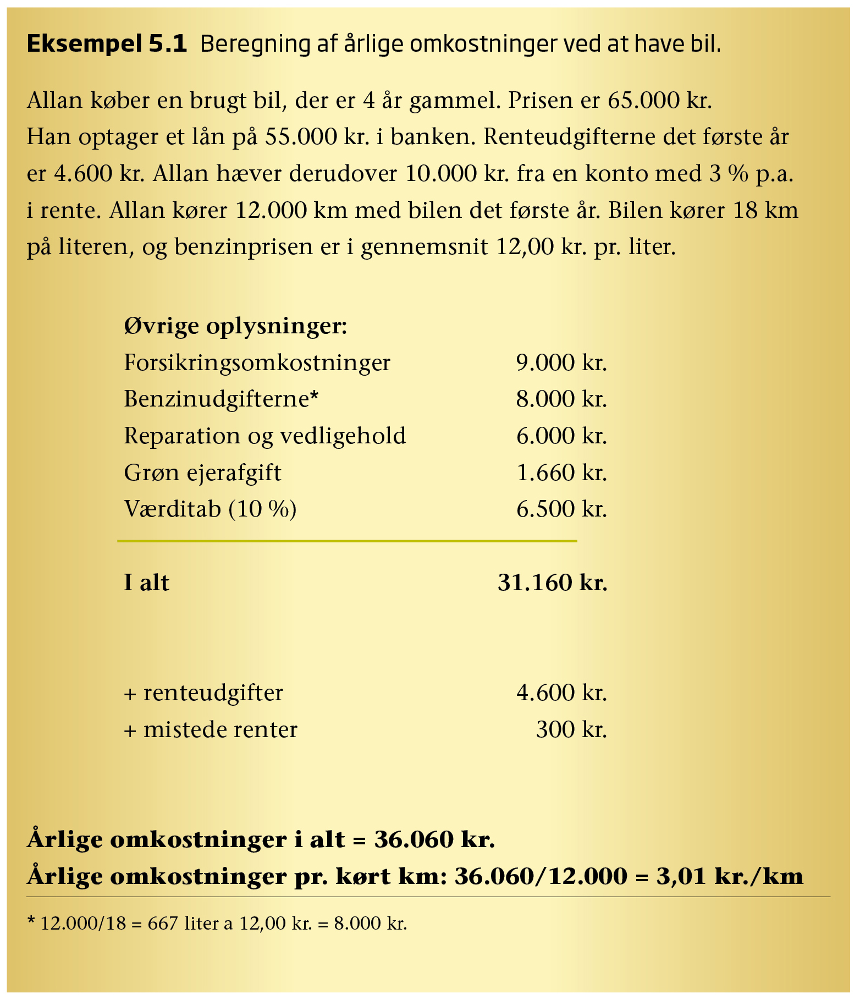 Eksempel 5.1 Beregning af årlige omkostninger ved at have bil.
Allan køber en brugt bil, der er 4 år gammel. Prisen er 65.000 kr.
Han optager et lån på 55.000 kr. i banken. Renteudgifterne det første år
er 4.600 kr. Allan hæver derudover 10.000 kr. fra en konto med 3 % p.a.
i rente. Allan kører 12.000 km med bilen det første år. Bilen kører 18 km
på literen, og benzinprisen er i gennemsnit 12,00 kr. pr. liter.
Øvrige oplysninger:
Forsikringsomkostninger 9.000 kr.
Benzinudgifterne* 8.000 kr.
Reparation og vedligehold 6.000 kr.
Grøn ejerafgift 1.660 kr.
Værditab (10 %) 6.500 kr.
I alt 31.160 kr.
+ renteudgifter 4.600 kr.
+ mistede renter 300 kr.
Årlige omkostninger i alt = 36.060 kr.
Årlige omkostninger pr. kørt km: 36.060/12.000 = 3,01 kr./km
* 12.000/18 = 667 liter a 12,00 kr. = 8.000 kr.